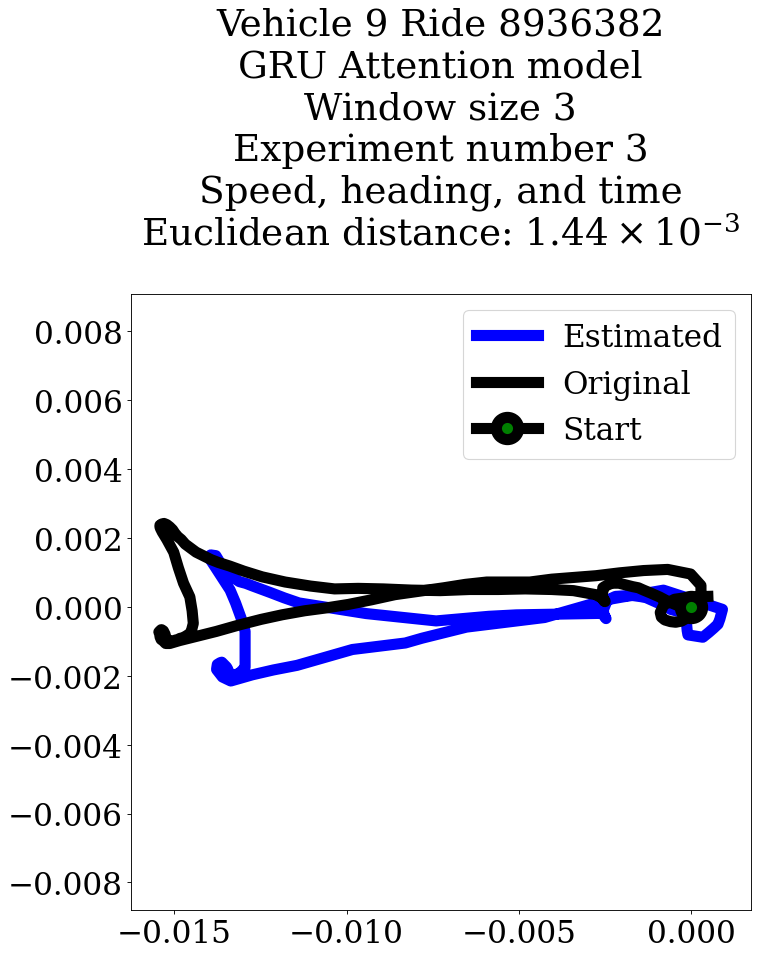 Vehicle 9 Ride 8936382
GRU Attention model
Window size 3
Experiment number 3
Speed, heading, and time
Euclidean distance: 1.44 × 10⁻³
Estimated
Original
Start
0.008
0.006
0.004
0.002
0.000
−0.002
−0.004
−0.006
−0.008
−0.015 −0.010 −0.005 0.000